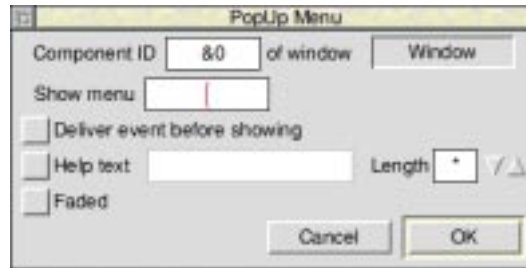 PopUp Menu
Component ID &0 of window Window
Show menu
Deliver event before showing
Help text Length *
Faded
Cancel OK